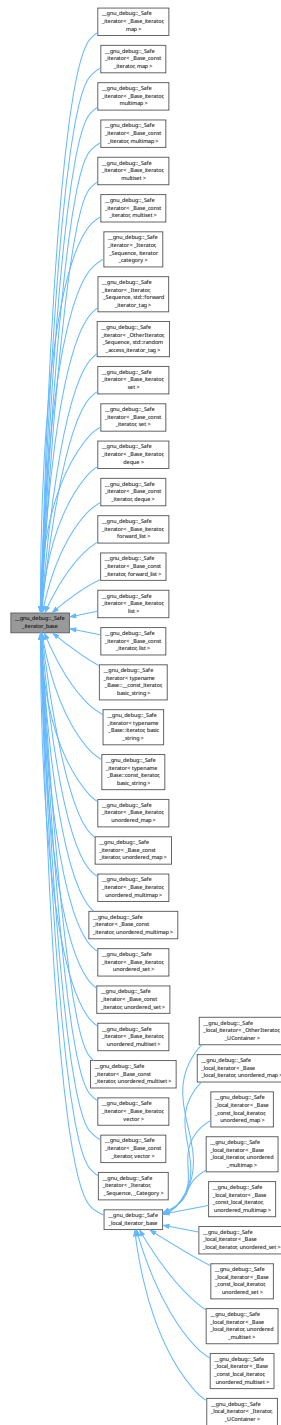 __gnu_debug::_Safe
_iterator< _Base_iterator,
map >
__gnu_debug::_Safe
_iterator< _Base_const
_iterator, map >
__gnu_debug::_Safe
_iterator< _Base_iterator,
multimap >
__gnu_debug::_Safe
_iterator< _Base_const
_iterator, multimap >
__gnu_debug::_Safe
_iterator< _Base_iterator,
multiset >
__gnu_debug::_Safe
_iterator< _Base_const
_iterator, multiset >
__gnu_debug::_Safe
_iterator< _Iterator,
_Sequence, iterator
_category >
__gnu_debug::_Safe
_iterator< _Iterator,
_Sequence, std::forward
_iterator_tag >
__gnu_debug::_Safe
_iterator< _OtherIterator,
_Sequence, std::random
_access_iterator_tag >
__gnu_debug::_Safe
_iterator< _Base_iterator,
set >
__gnu_debug::_Safe
_iterator< _Base_const
_iterator, set >
__gnu_debug::_Safe
_iterator< _Base_iterator,
deque >
__gnu_debug::_Safe
_iterator< _Base_const
_iterator, deque >
__gnu_debug::_Safe
_iterator< _Base_iterator,
forward_list >
__gnu_debug::_Safe
_iterator< _Base_const
_iterator, forward_list >
__gnu_debug::_Safe
_iterator< _Base_iterator,
list >
__gnu_debug::_Safe
_iterator_base
__gnu_debug::_Safe
_iterator< _Base_const
_iterator, list >
__gnu_debug::_Safe
_iterator< typename
_Base::__const_iterator,
basic_string >
__gnu_debug::_Safe
_iterator< typename
_Base::iterator, basic
_string >
__gnu_debug::_Safe
_iterator< typename
_Base::const_iterator,
basic_string >
__gnu_debug::_Safe
_iterator< _Base_iterator,
unordered_map >
__gnu_debug::_Safe
_iterator< _Base_const
_iterator, unordered_map >
__gnu_debug::_Safe
_iterator< _Base_iterator,
unordered_multimap >
__gnu_debug::_Safe
_iterator< _Base_const
_iterator, unordered_multimap >
__gnu_debug::_Safe
_iterator< _Base_iterator,
unordered_set >
__gnu_debug::_Safe
_iterator< _Base_const
_iterator, unordered_set >
__gnu_debug::_Safe
_iterator< _Base_iterator,
unordered_multiset >
__gnu_debug::_Safe
_iterator< _Base_const
_iterator, unordered_multiset >
__gnu_debug::_Safe
_iterator< _Base_iterator,
vector >
__gnu_debug::_Safe
_iterator< _Base_const
_iterator, vector >
__gnu_debug::_Safe
_iterator< _Iterator,
_Sequence, _Category >
__gnu_debug::_Safe
_local_iterator_base
__gnu_debug::_Safe
_local_iterator< _OtherIterator,
_UContainer >
__gnu_debug::_Safe
_local_iterator< _Base
_local_iterator, unordered_map >
__gnu_debug::_Safe
_local_iterator< _Base
_const_local_iterator,
unordered_map >
__gnu_debug::_Safe
_local_iterator< _Base
_local_iterator, unordered
_multimap >
__gnu_debug::_Safe
_local_iterator< _Base
_const_local_iterator,
unordered_multimap >
__gnu_debug::_Safe
_local_iterator< _Base
_local_iterator, unordered_set >
__gnu_debug::_Safe
_local_iterator< _Base
_const_local_iterator,
unordered_set >
__gnu_debug::_Safe
_local_iterator< _Base
_local_iterator, unordered
_multiset >
__gnu_debug::_Safe
_local_iterator< _Base
_const_local_iterator,
unordered_multiset >
__gnu_debug::_Safe
_local_iterator< _Iterator,
_UContainer >